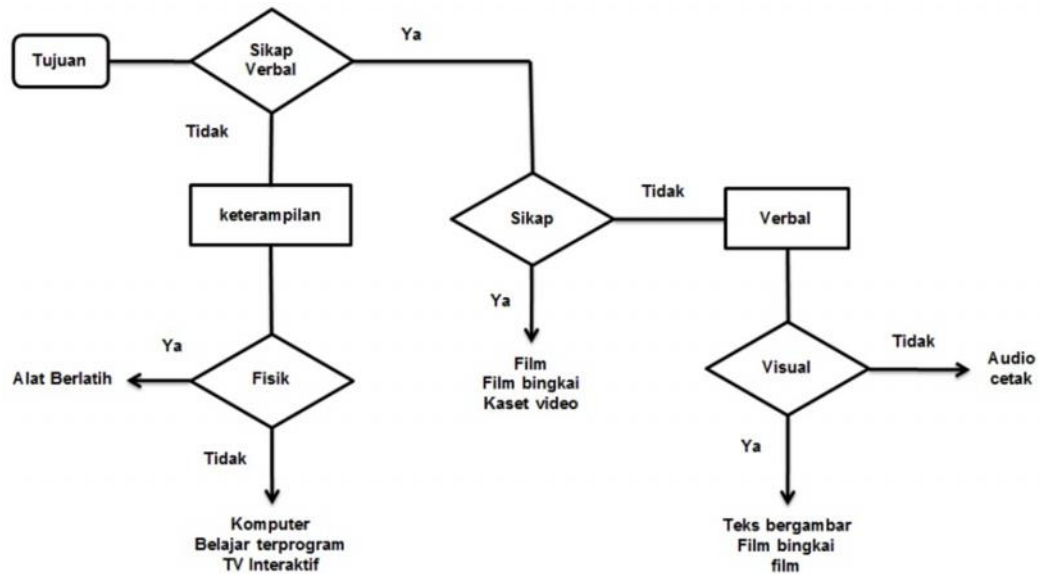 Ya
Tujuan
Sikap
Verbal
Tidak
keterampilan
Sikap
Tidak
Verbal
Ya
Ya
Alat Berlatih
Fisik
Tidak
Film
Film bingkai
Kaset video
Visual
Tidak
Audio
cetak
Ya
Komputer
Belajar terprogram
TV Interaktif
Teks bergambar
Film bingkai
film